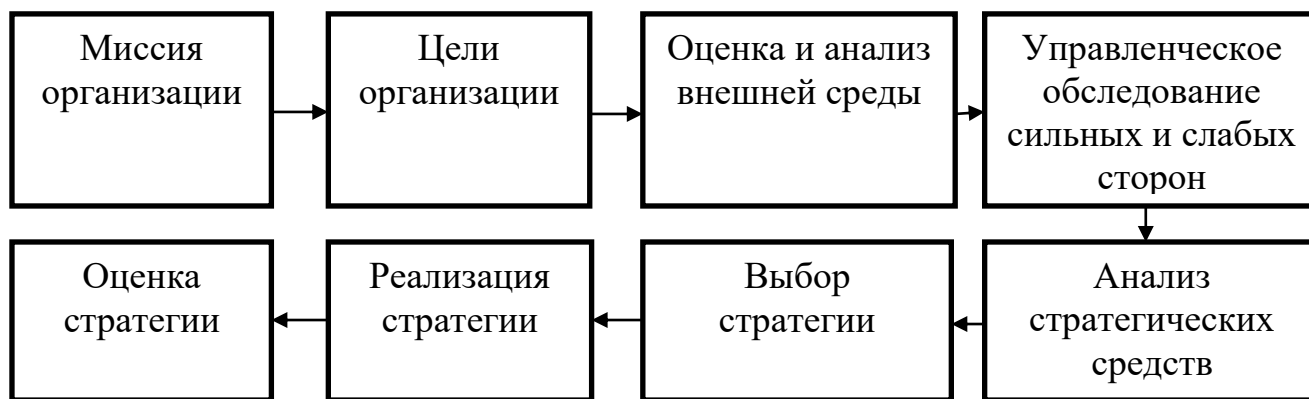 Миссия
организации
Цели
организации
Оценка и анализ
внешней среды
Управленческое
обследование
сильных и слабых
сторон
Оценка
стратегии
Реализация
стратегии
Выбор
стратегии
Анализ
стратегических
средств